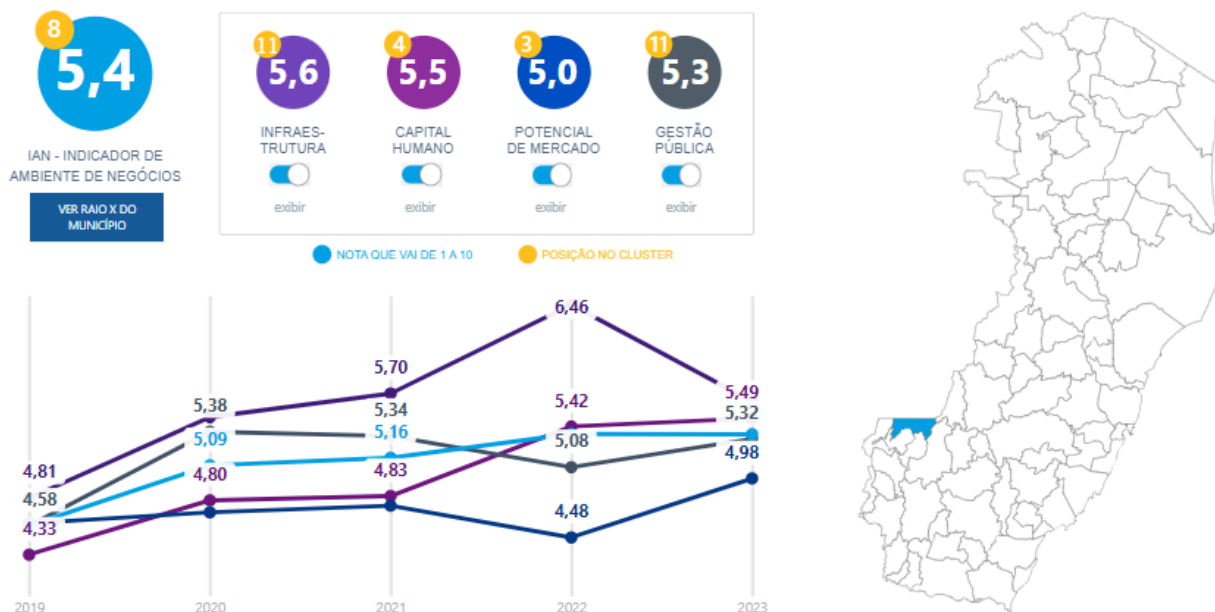 8
5,4
IAN - INDICADOR DE
AMBIENTE DE NEGÓCIOS
VER RAIO X DO
MUNICÍPIO
11
5,6
INFRAES-
TRUTURA
exibir
4
5,5
CAPITAL
HUMANO
exibir
3
5,0
POTENCIAL
DE MERCADO
exibir
11
5,3
GESTÃO
PÚBLICA
exibir
NOTA QUE VAI DE 1 A 10
POSIÇÃO NO CLUSTER
4,81
4,58
4,33
5,38
5,09
4,80
5,70
5,34
5,16
4,83
6,46
5,42
5,08
4,48
5,49
5,32
4,98
2019
2020
2021
2022
2023